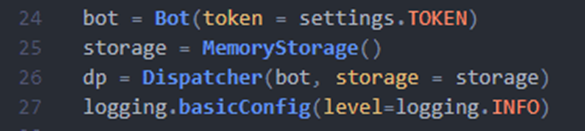 24 bot = Bot(token = settings.TOKEN)
25 storage = MemoryStorage()
26 dp = Dispatcher(bot, storage = storage)
27 logging.basicConfig(level=logging.INFO)